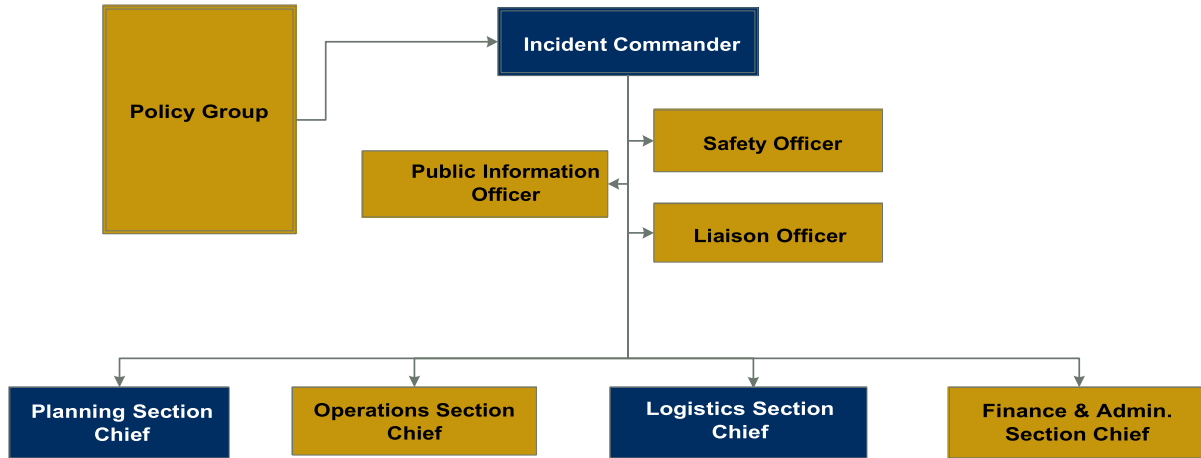 Incident Commander
Policy Group
Safety Officer
Public Information
Officer
Liaison Officer
Planning Section
Chief
Operations Section
Chief
Logistics Section
Chief
Finance & Admin.
Section Chief